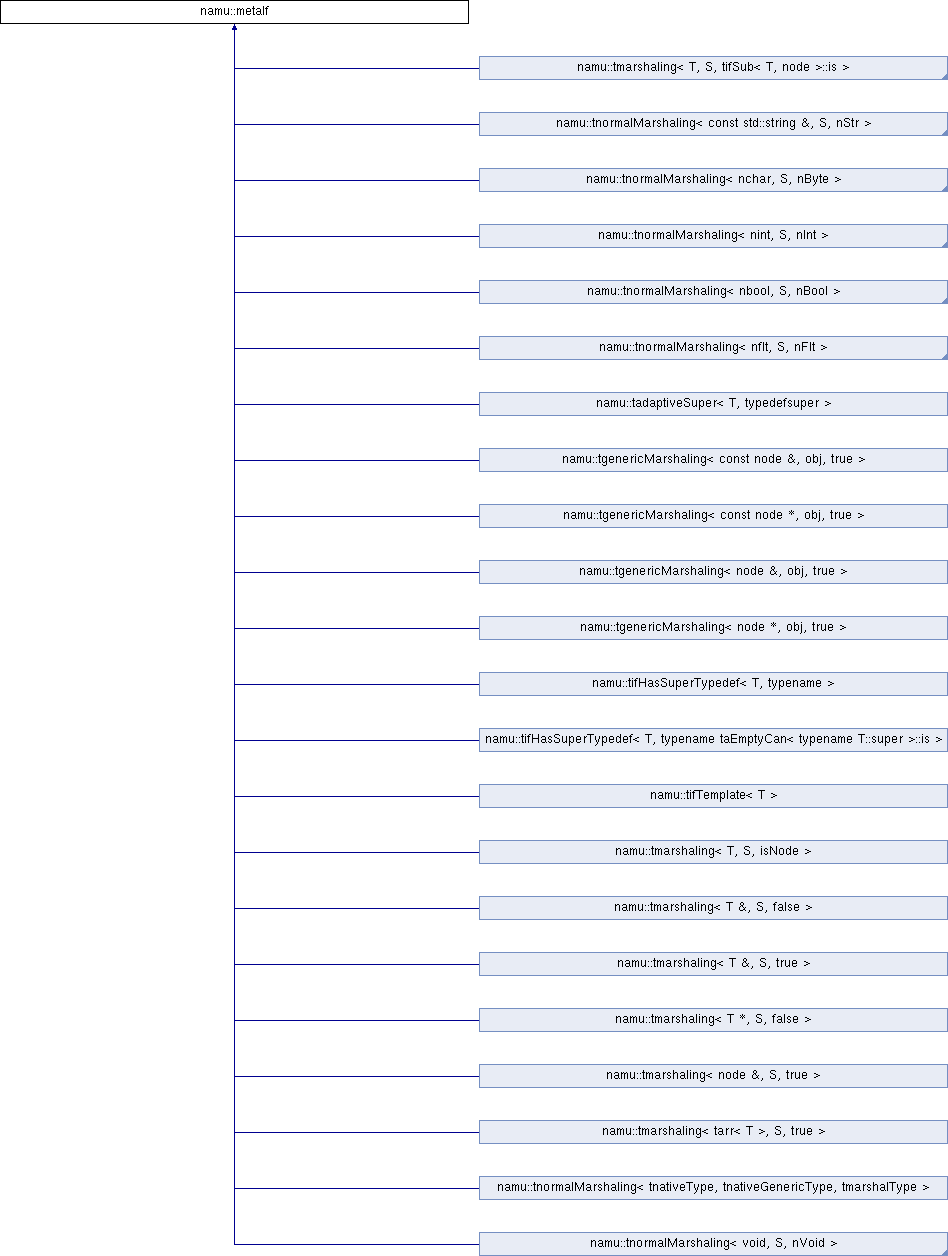 namu::metaIf
namu::tmarshaling< T, S, tifSub< T, node >::is >
namu::tnormalMarshaling< const std::string &, S, nStr >
namu::tnormalMarshaling< nchar, S, nByte >
namu::tnormalMarshaling< nint, S, nInt >
namu::tnormalMarshaling< nbool, S, nBool >
namu::tnormalMarshaling< nflt, S, nFlt >
namu::tadaptiveSuper< T, typedefsuper >
namu::tgenericMarshaling< const node &, obj, true >
namu::tgenericMarshaling< const node *, obj, true >
namu::tgenericMarshaling< node &, obj, true >
namu::tgenericMarshaling< node *, obj, true >
namu::tifHasSuperTypedef< T, typename >
namu::tifHasSuperTypedef< T, typename taEmptyCan< typename T::super >::is >
namu::tifTemplate< T >
namu::tmarshaling< T, S, isNode >
namu::tmarshaling< T &, S, false >
namu::tmarshaling< T &, S, true >
namu::tmarshaling< T *, S, false >
namu::tmarshaling< node &, S, true >
namu::tmarshaling< tarr< T >, S, true >
namu::tnormalMarshaling< tnativeType, tnativeGenericType, tmarshalType >
namu::tnormalMarshaling< void, S, nVoid >